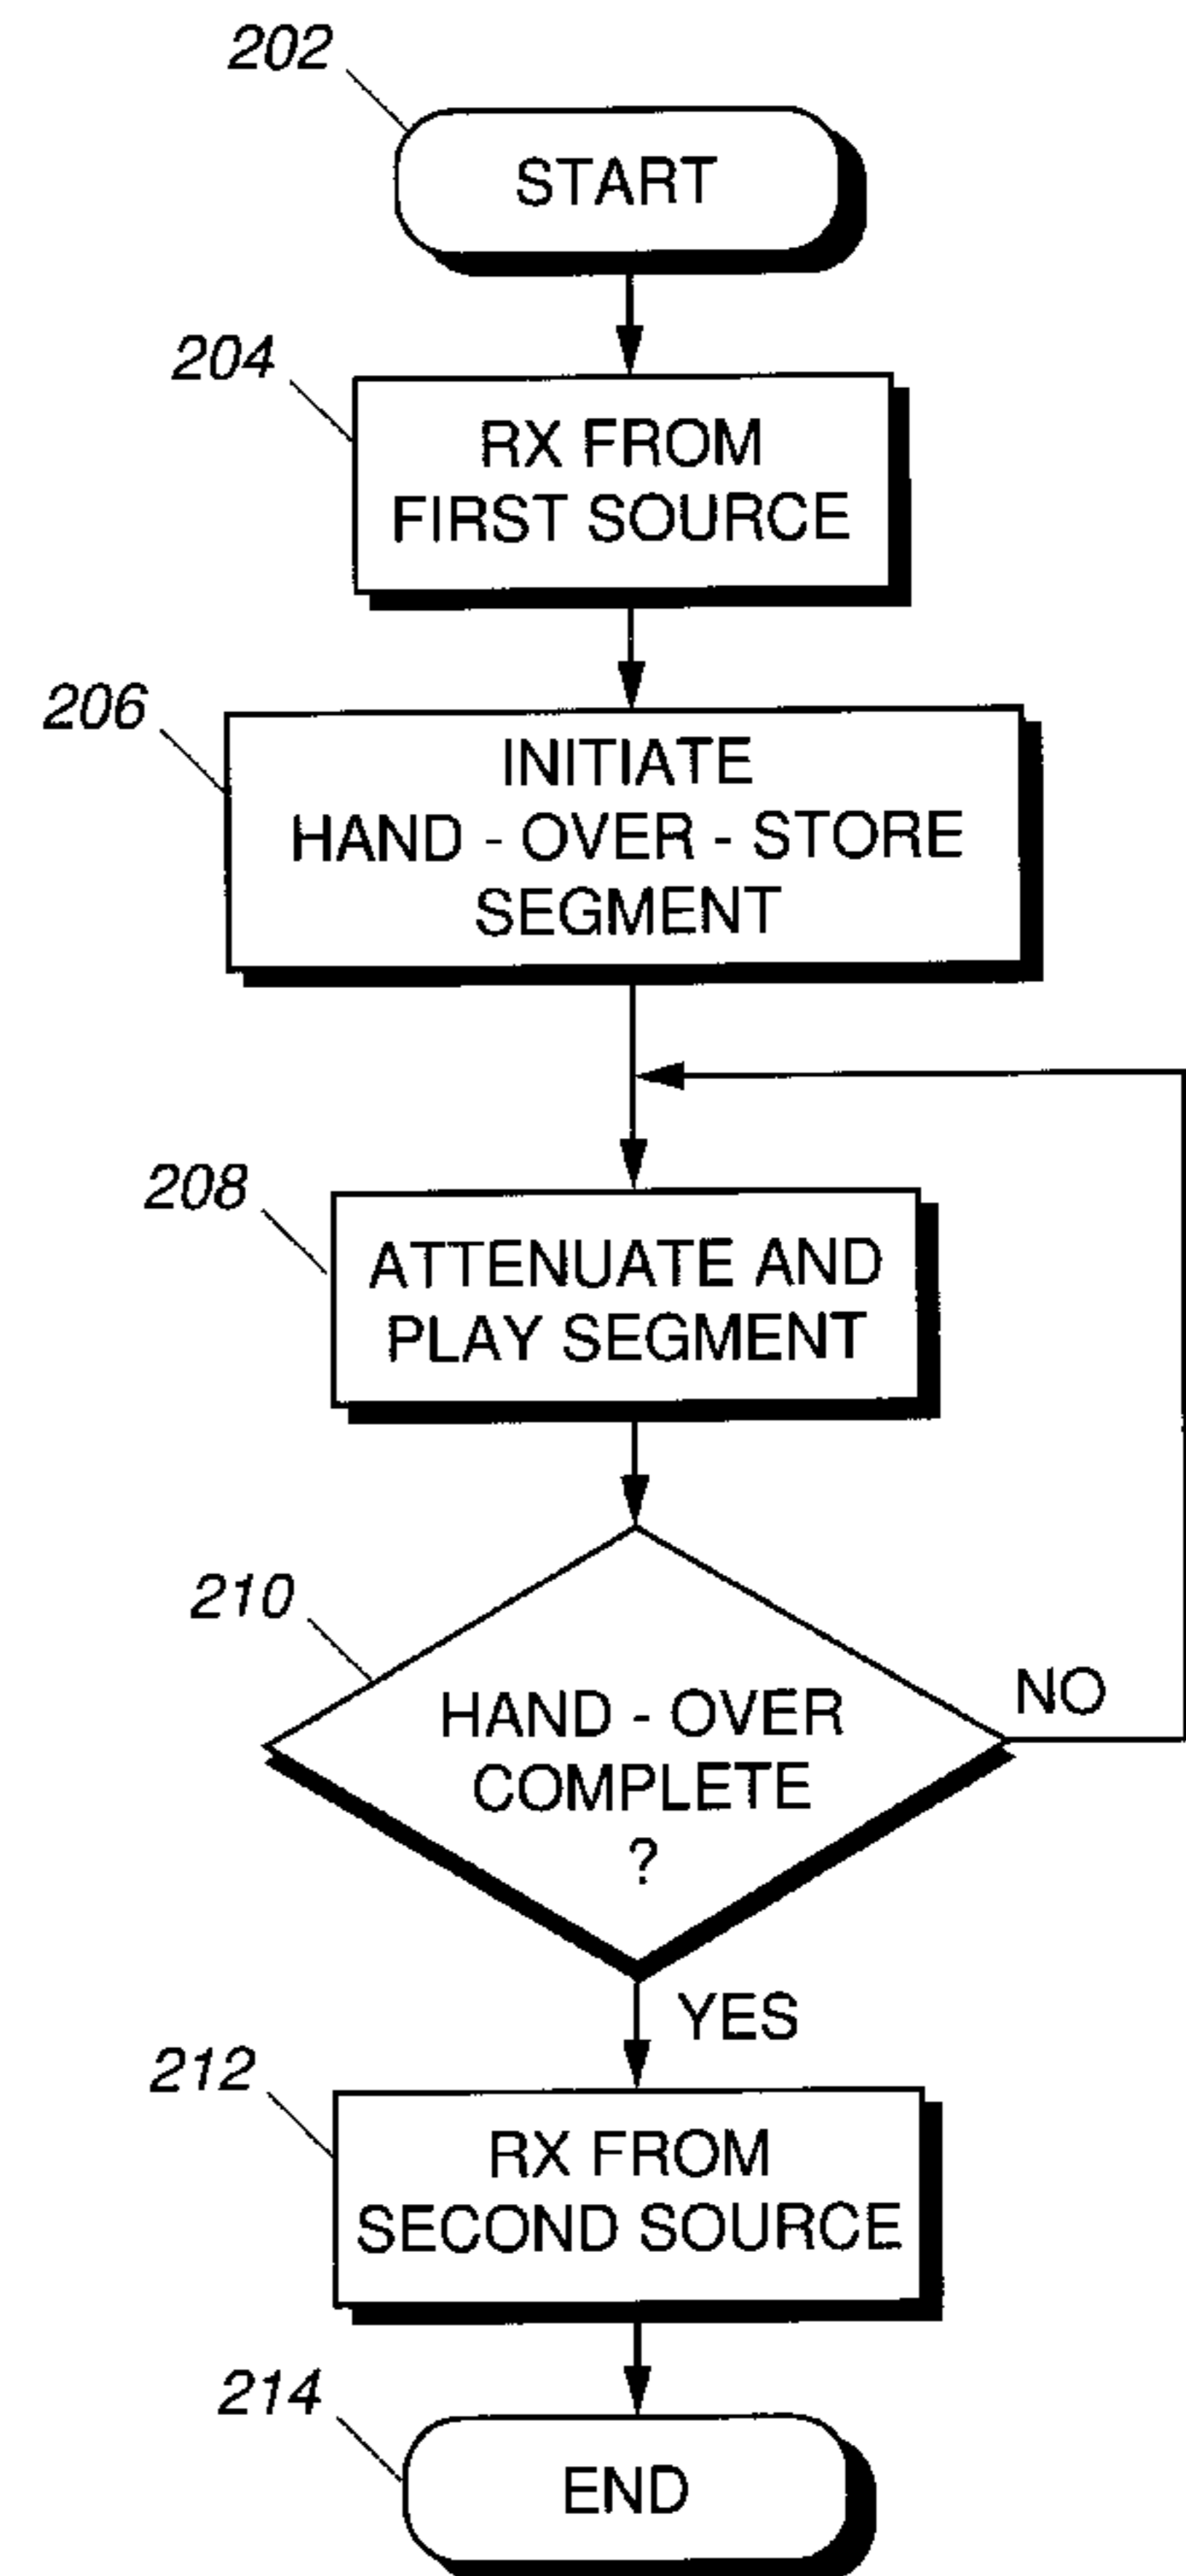 202
START
204
RX FROM
FIRST SOURCE
206
INITIATE
HAND - OVER - STORE
SEGMENT
208
ATTENUATE AND
PLAY SEGMENT
210
HAND - OVER
COMPLETE
?
NO
YES
212
RX FROM
SECOND SOURCE
214
END